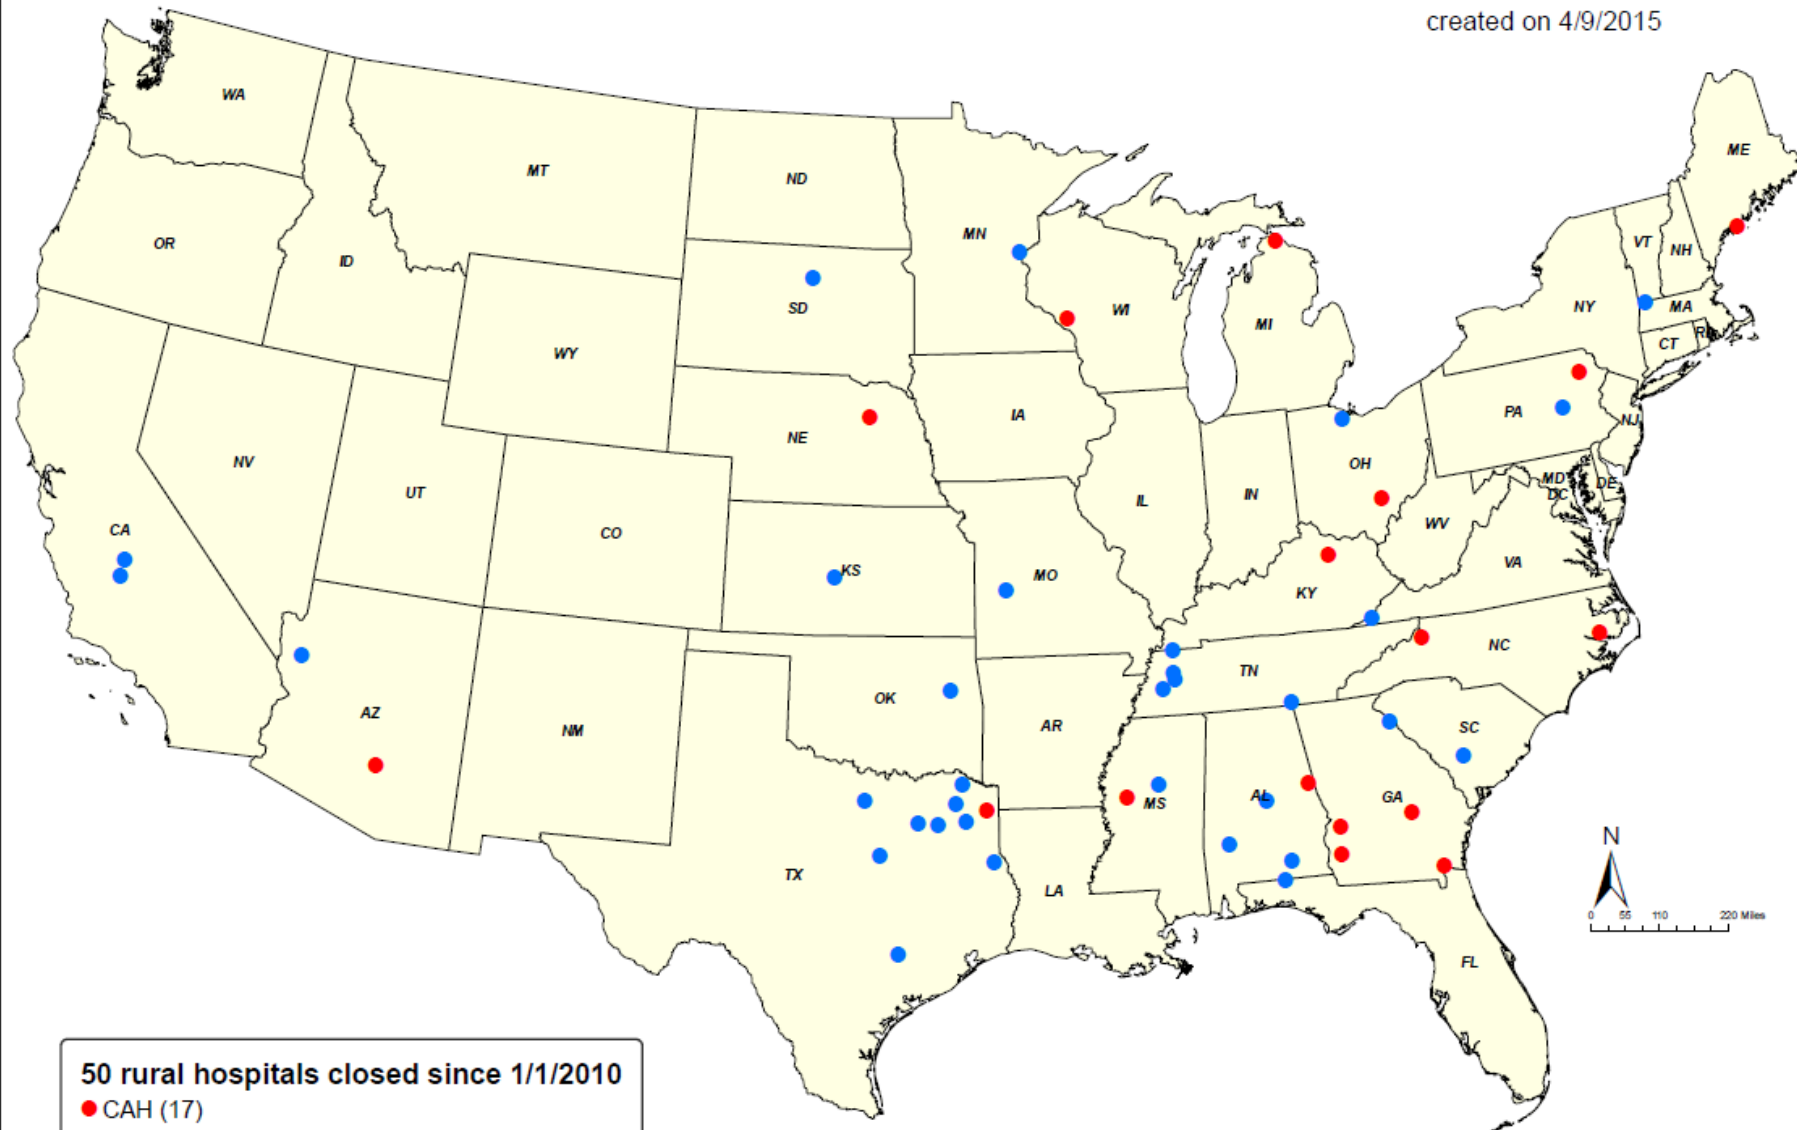 created on 4/9/2015
WA
MT
ND
ME
MN
OR
VT
NH
ID
SD
WI
NY
MA
MI
RI
CT
WY
IA
PA
NJ
NE
OH
NV
MD
DE
UT
IL
IN
DC
WV
CA
CO
KS
MO
VA
KY
NC
TN
OK
AZ
AR
SC
NM
AL
GA
MS
N
TX
LA
0 55 110 220 Miles
FL
50 rural hospitals closed since 1/1/2010
CAH (17)